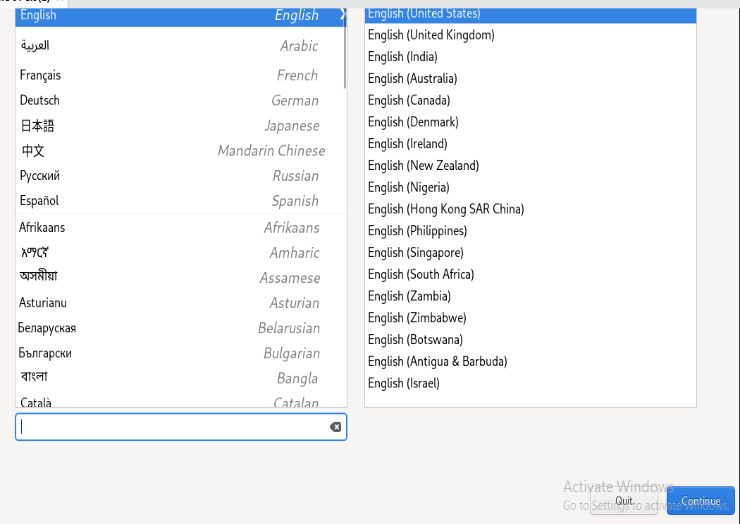 English English
العربية Arabic
Français French
Deutsch German
日本語 Japanese
中文 Mandarin Chinese
Русский Russian
Español Spanish
Afrikaans Afrikaans
አማርኛ Amharic
অসমীয়া Assamese
Asturianu Asturian
Беларуская Belarusian
Български Bulgarian
বাংলা Bangla
Català Catalan
English (United States)
English (United Kingdom)
English (India)
English (Australia)
English (Canada)
English (Denmark)
English (Ireland)
English (New Zealand)
English (Nigeria)
English (Hong Kong SAR China)
English (Philippines)
English (Singapore)
English (South Africa)
English (Zambia)
English (Zimbabwe)
English (Botswana)
English (Antigua & Barbuda)
English (Israel)
Activate Windows
Go to Settings to activate Windows.
Quit
Continue